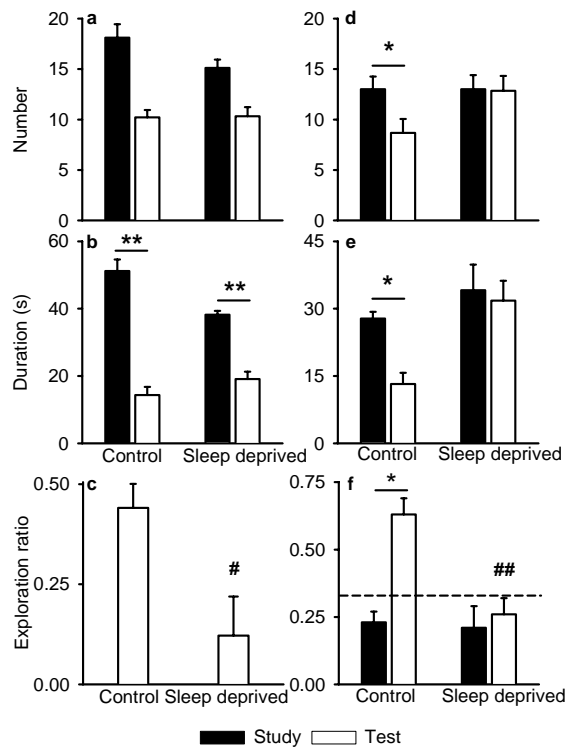 a
20
15
10
5
0
Number
d
20
15
10
5
0
*
b
60
40
20
0
Duration (s)
**
**
Control Sleep deprived
e
45
30
15
0
*
Control Sleep deprived
c
0.50
0.25
0.00
Exploration ratio
#
Control Sleep deprived
f
0.75
0.50
0.25
0.00
*
##
Control Sleep deprived
Study Test